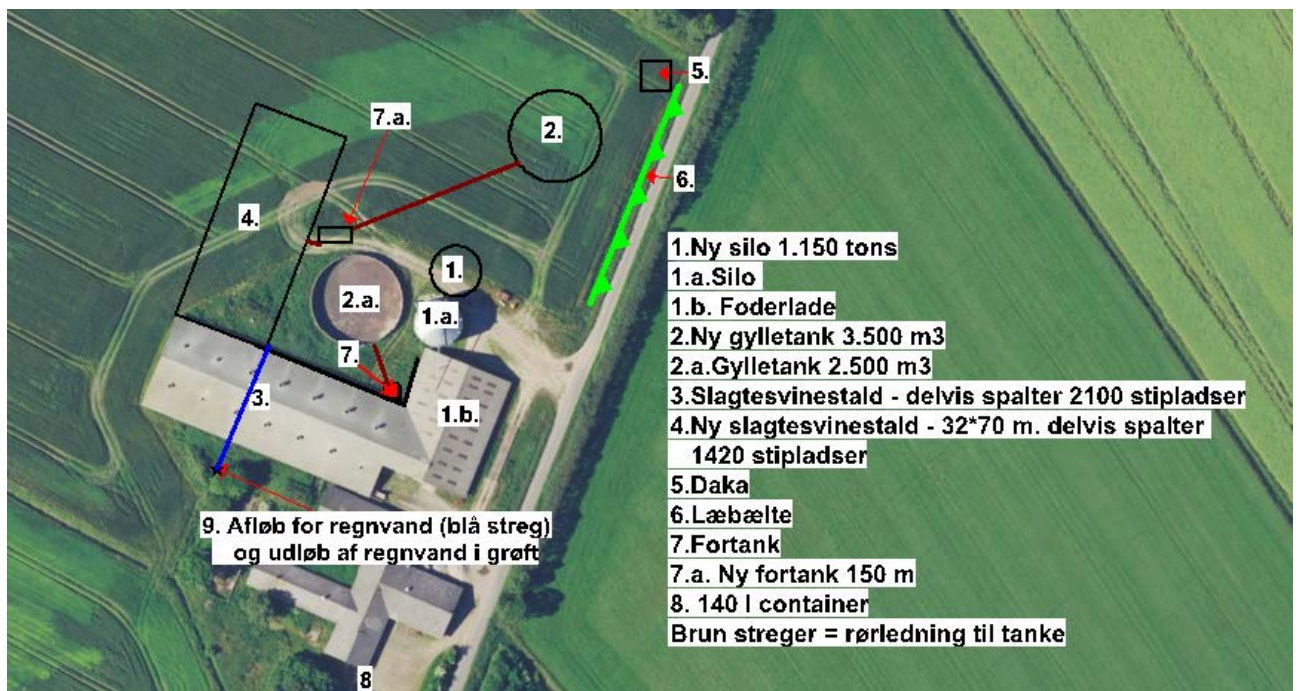 5.
7.a.
2.
6.
4.
1.
2.a.
1.a.
7.
3.
1.b.
9. Afløb for regnvand (blå streg)
og udløb af regnvand i grøft
8
1.Ny silo 1.150 tons
1.a.Silo
1.b. Foderlade
2.Ny gylletank 3.500 m3
2.a.Gylletank 2.500 m3
3.Slagtesvinestald - delvis spalter 2100 stipladser
4.Ny slagtesvinestald - 32*70 m. delvis spalter
1420 stipladser
5.Daka
6.Læbælte
7.Fortank
7.a. Ny fortank 150 m
8. 140 l container
Brun streger = rørledning til tanke